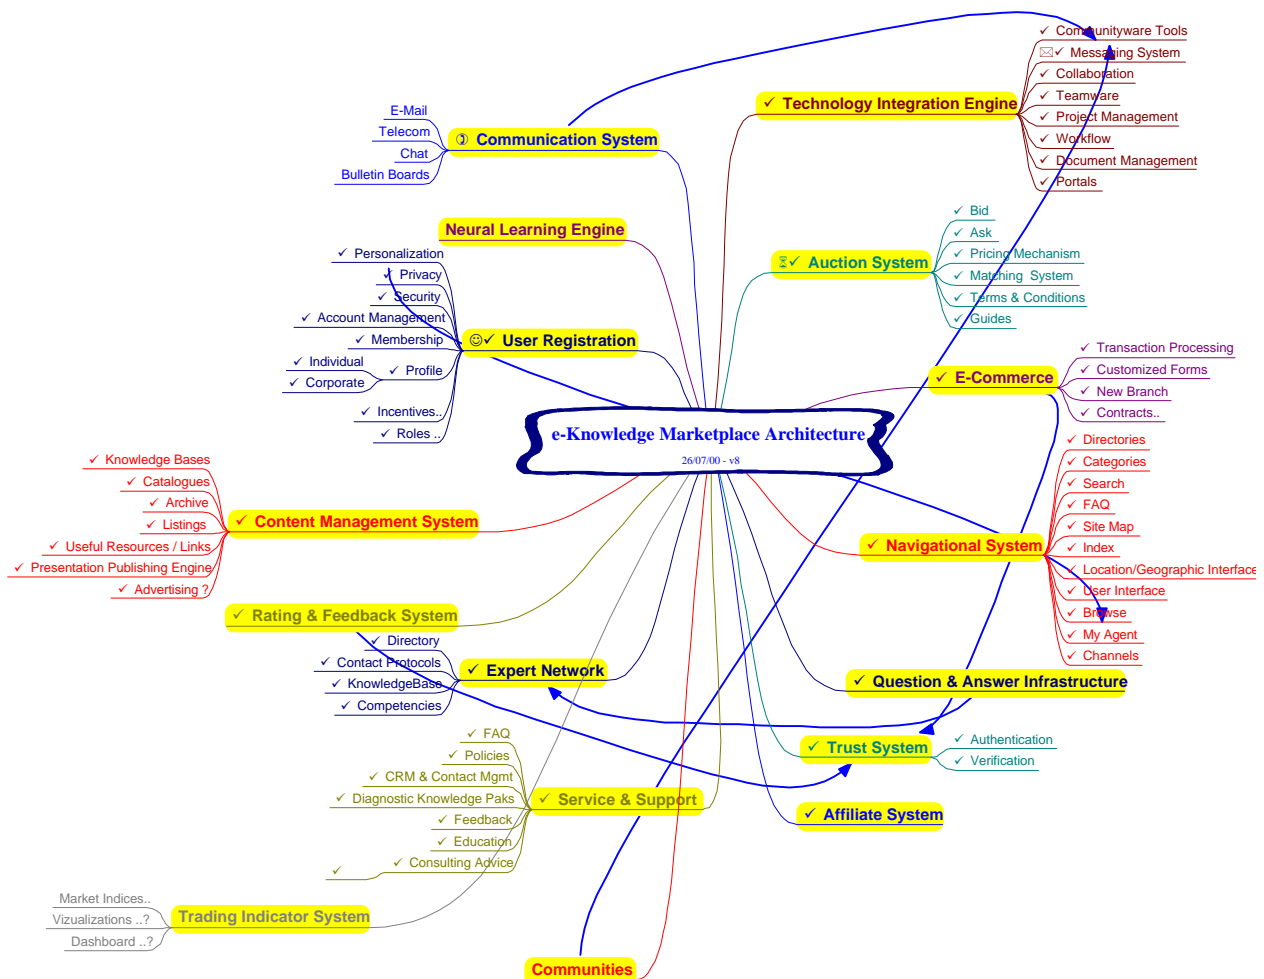 e-Knowledge Marketplace Architecture
26/07/00 - v8
Technology Integration Engine
Communityware Tools
Messaging System
Collaboration
Teamware
Project Management
Workflow
Document Management
Portals
Auction System
Bid
Ask
Pricing Mechanism
Matching System
Terms & Conditions
Guides
E-Commerce
Transaction Processing
Customized Forms
New Branch
Contracts..
Navigational System
Directories
Categories
Search
FAQ
Site Map
Index
Location/Geographic Interface
User Interface
Browse
My Agent
Channels
Question & Answer Infrastructure
Trust System
Authentication
Verification
Affiliate System
Communities
Trading Indicator System
Market Indices..
Vizualizations ..?
Dashboard ..?
Service & Support
FAQ
Policies
CRM & Contact Mgmt
Diagnostic Knowledge Paks
Feedback
Education
Consulting Advice
Expert Network
Directory
Contact Protocols
KnowledgeBase
Competencies
Rating & Feedback System
Content Management System
Knowledge Bases
Catalogues
Archive
Listings
Useful Resources / Links
Presentation Publishing Engine
Advertising ?
User Registration
Personalization
Privacy
Security
Account Management
Membership
Profile
Individual
Corporate
Incentives..
Roles ..
Neural Learning Engine
Communication System
E-Mail
Telecom
Chat
Bulletin Boards